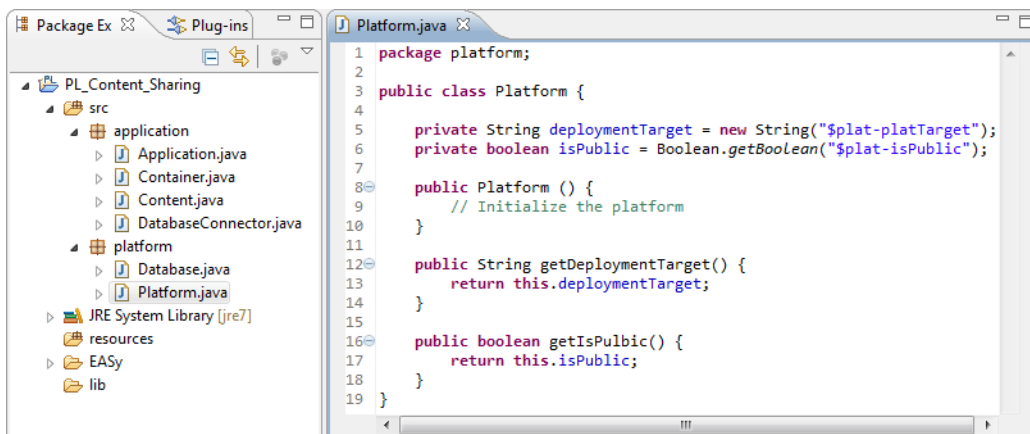 Package Ex
Plug-ins
PL_Content_Sharing
src
application
Application.java
Container.java
Content.java
DatabaseConnector.java
platform
Database.java
Platform.java
JRE System Library [jre7]
resources
EASy
lib
Platform.java
1 package platform;
2
3 public class Platform {
4
5 private String deploymentTarget = new String("$plat-platTarget");
6 private boolean isPublic = Boolean.getBoolean("$plat-isPublic");
7
8 public Platform () {
9 // Initialize the platform
10 }
11
12 public String getDeploymentTarget() {
13 return this.deploymentTarget;
14 }
15
16 public boolean getIsPulbic() {
17 return this.isPublic;
18 }
19 }